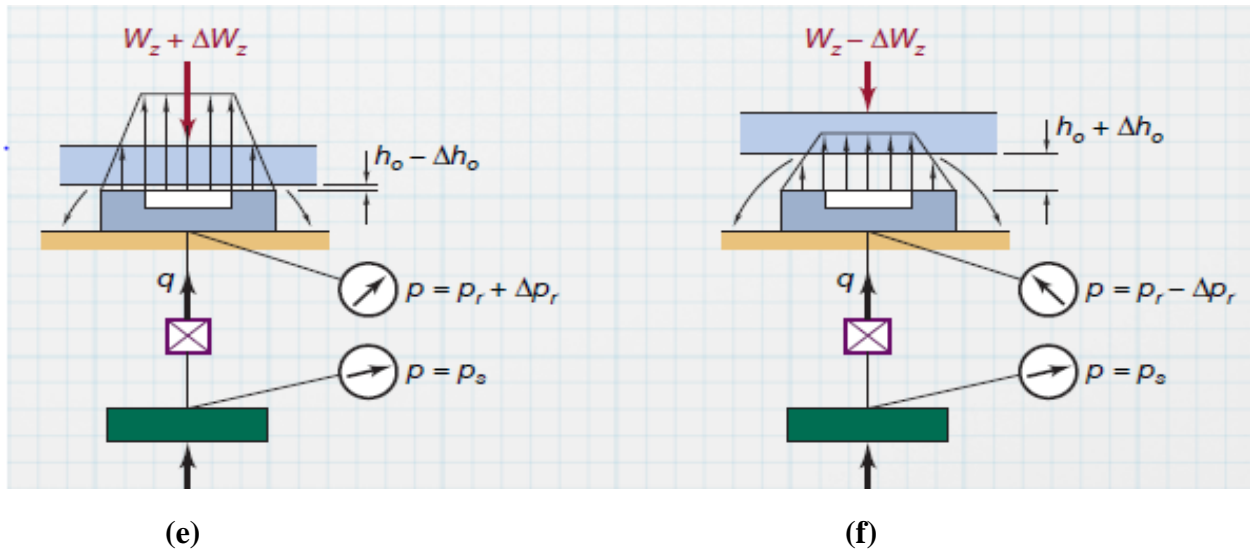 W_z + ΔW_z
h_o − Δh_o
q
p = p_r + Δp_r
p = p_s
(e)
W_z − ΔW_z
h_o + Δh_o
q
p = p_r − Δp_r
p = p_s
(f)